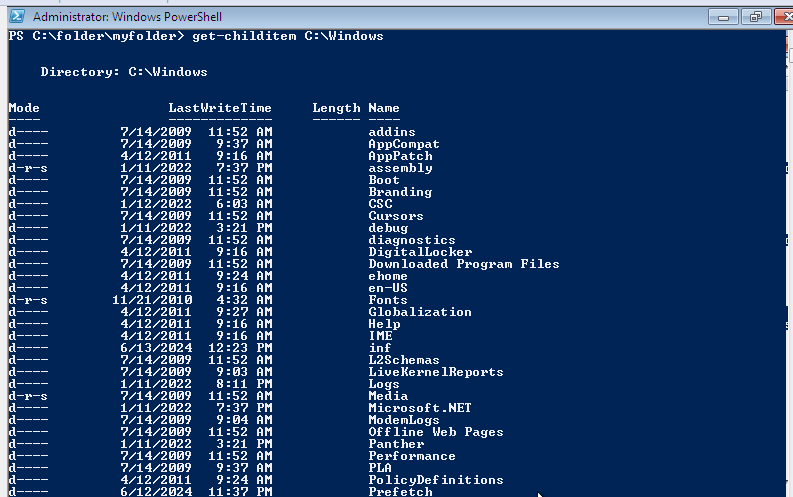 Administrator: Windows PowerShell
PS C:\folder\myfolder> get-childitem C:\Windows
Directory: C:\Windows
Mode LastWriteTime Length Name
---- ------------- ------ ----
d---- 7/14/2009 11:52 AM addins
d---- 7/14/2009 9:37 AM AppCompat
d---- 4/12/2011 9:16 AM AppPatch
d-r-s 1/11/2022 7:37 PM assembly
d---- 7/14/2009 11:52 AM Boot
d---- 7/14/2009 11:52 AM Branding
d---- 1/12/2022 6:03 AM CSC
d---- 7/14/2009 11:52 AM Cursors
d---- 1/11/2022 3:21 PM debug
d---- 7/14/2009 11:52 AM diagnostics
d---- 4/12/2011 9:16 AM DigitalLocker
d---- 7/14/2009 11:52 AM Downloaded Program Files
d---- 4/12/2011 9:24 AM ehome
d---- 4/12/2011 9:16 AM en-US
d-r-s 11/21/2010 4:32 AM Fonts
d---- 4/12/2011 9:27 AM Globalization
d---- 4/12/2011 9:16 AM Help
d---- 4/12/2011 9:16 AM IME
d---- 6/13/2024 12:23 PM inf
d---- 7/14/2009 11:52 AM L2Schemas
d---- 7/14/2009 9:03 AM LiveKernelReports
d---- 1/11/2022 8:11 PM Logs
d-r-s 7/14/2009 11:52 AM Media
d---- 1/11/2022 7:37 PM Microsoft.NET
d---- 7/14/2009 9:04 AM ModemLogs
d---- 7/14/2009 11:52 AM Offline Web Pages
d---- 1/11/2022 3:21 PM Panther
d---- 7/14/2009 11:52 AM Performance
d---- 7/14/2009 9:37 AM PLA
d---- 4/12/2011 9:24 AM PolicyDefinitions
d---- 6/12/2024 11:37 PM Prefetch